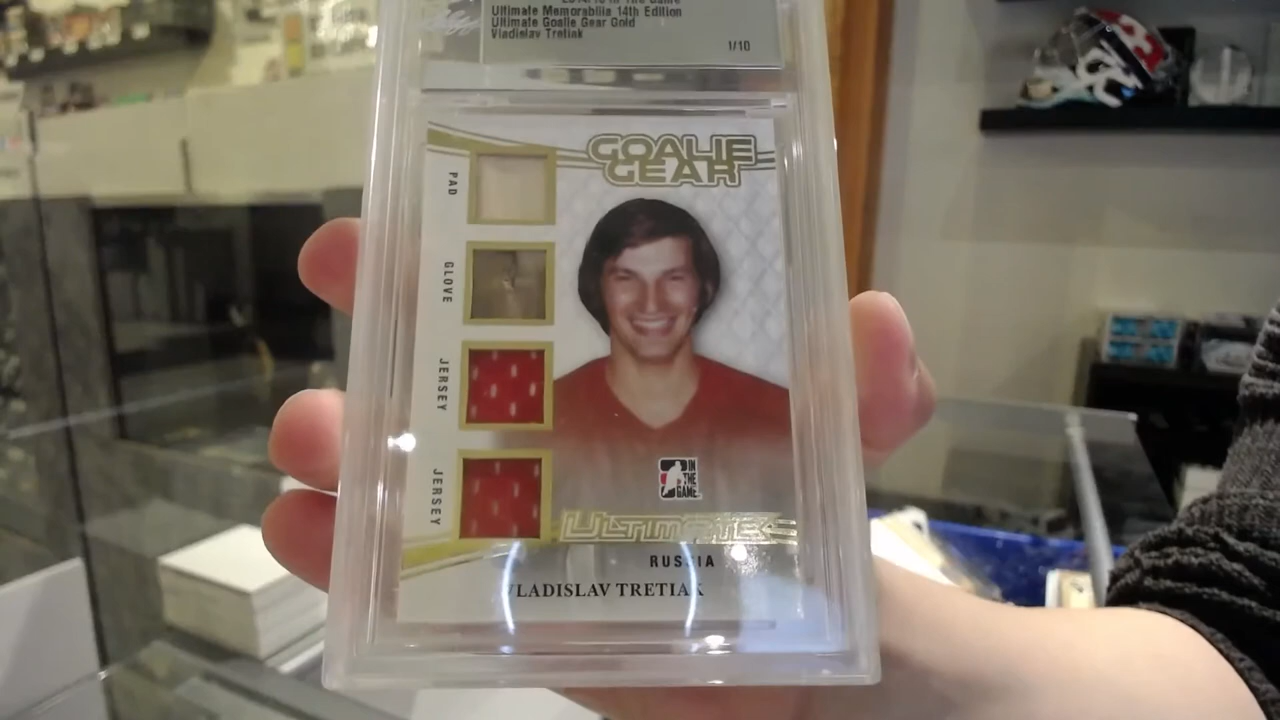 Ultimate Memorabilia 14th Edition
Ultimate Goalie Gear Gold
Vladislav Tretiak
1/10
GOALIE
GEAR
PAD
GLOVE
JERSEY
JERSEY
IN
THE
GAME
ULTIMATE
RUSSIA
VLADISLAV TRETIAK